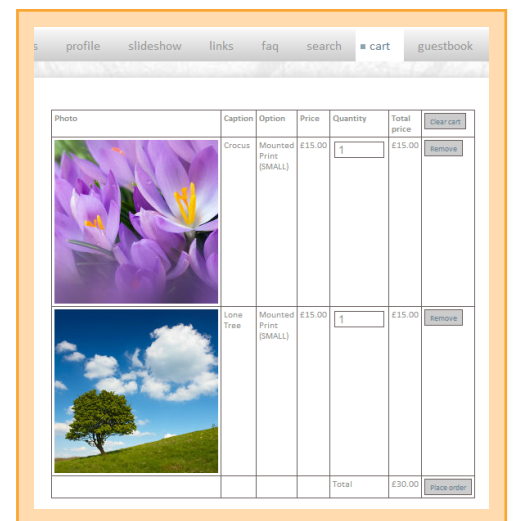 s profile slideshow links faq search cart guestbook
Photo Caption Option Price Quantity Total price Clear cart
Crocus Mounted Print (SMALL) £15.00 1 £15.00 Remove
Lone Tree Mounted Print (SMALL) £15.00 1 £15.00 Remove
Total £30.00 Place order